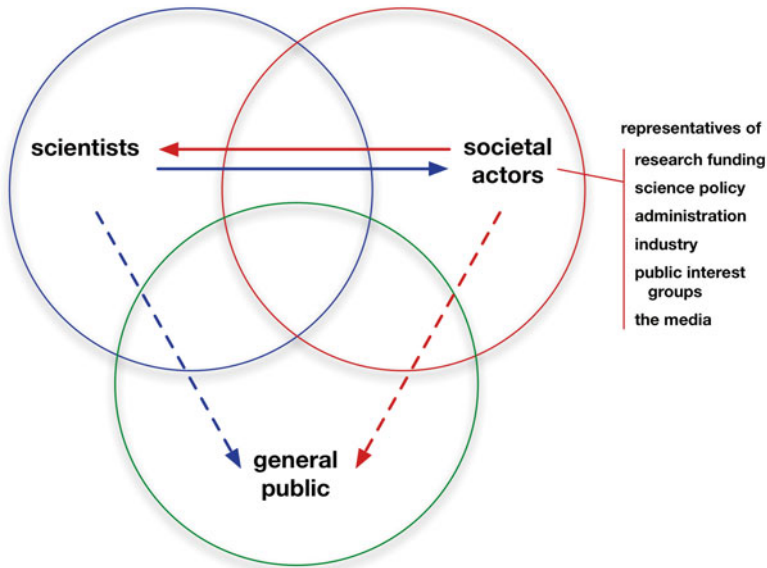 scientists
societal
actors
general
public
representatives of
research funding
science policy
administration
industry
public interest
groups
the media